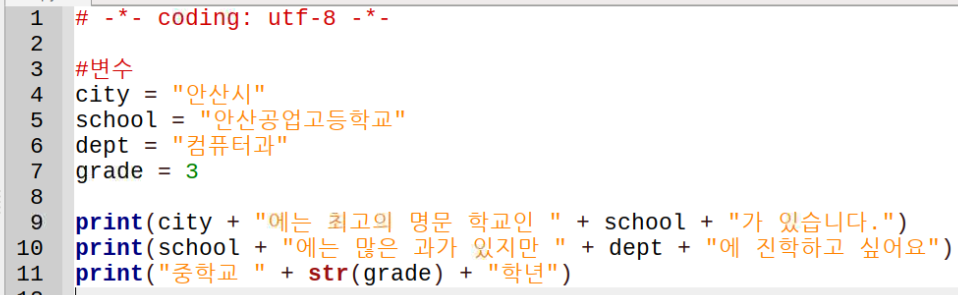 1 # -*- coding: utf-8 -*-
2
3 #변수
4 city = "안산시"
5 school = "안산공업고등학교"
6 dept = "컴퓨터과"
7 grade = 3
8
9 print(city + "에는 최고의 명문 학교인 " + school + "가 있습니다.")
10 print(school + "에는 많은 과가 있지만 " + dept + "에 진학하고 싶어요")
11 print("중학교 " + str(grade) + "학년")